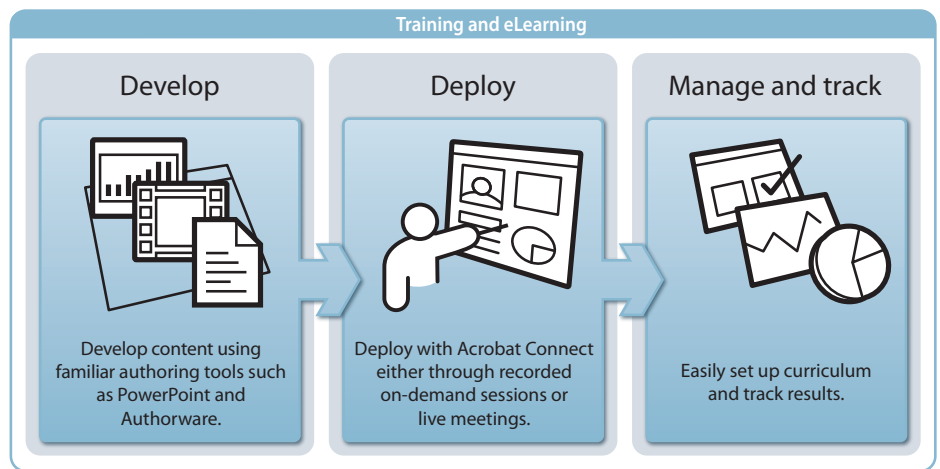 Training and eLearning
Develop
Develop content using
familiar authoring tools such
as PowerPoint and
Authorware.
Deploy
Deploy with Acrobat Connect
either through recorded
on-demand sessions or
live meetings.
Manage and track
Easily set up curriculum
and track results.